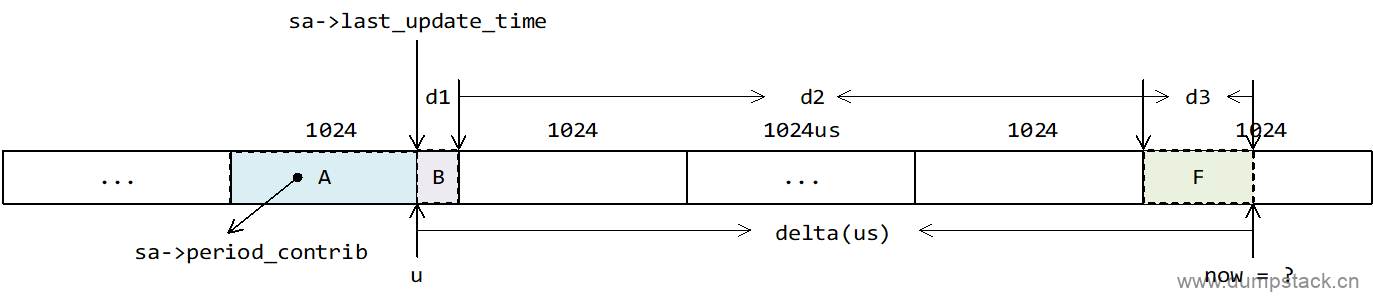 sa->last_update_time
d1 d2 d3
1024 1024 1024us 1024 1024
... A B ... F
sa->period_contrib
delta(us)
u now = ?
www.dumpstack.cn